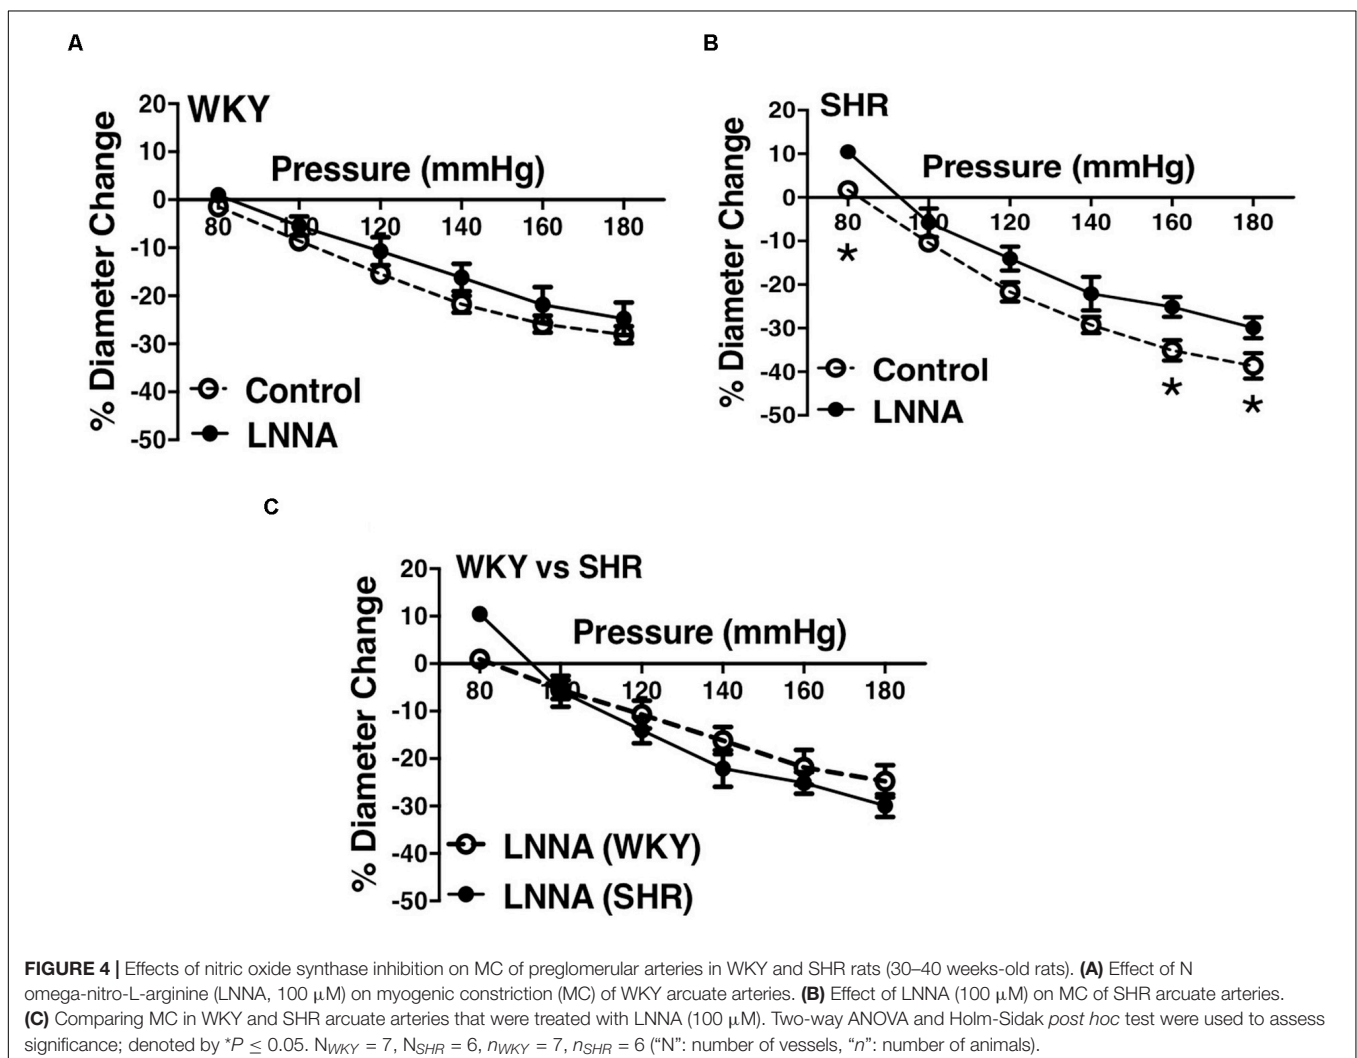 A
WKY
20
10
0
-10
-20
-30
-40
-50
% Diameter Change
Pressure (mmHg)
80 100 120 140 160 180
Control
LNNA
B
SHR
20
10
0
-10
-20
-30
-40
-50
% Diameter Change
Pressure (mmHg)
80 100 120 140 160 180
*
*
*
Control
LNNA
C
WKY vs SHR
20
10
0
-10
-20
-30
-40
-50
% Diameter Change
Pressure (mmHg)
80 100 120 140 160 180
LNNA (WKY)
LNNA (SHR)
FIGURE 4 | Effects of nitric oxide synthase inhibition on MC of preglomerular arteries in WKY and SHR rats (30–40 weeks-old rats). (A) Effect of N
omega-nitro-L-arginine (LNNA, 100 μM) on myogenic constriction (MC) of WKY arcuate arteries. (B) Effect of LNNA (100 μM) on MC of SHR arcuate arteries.
(C) Comparing MC in WKY and SHR arcuate arteries that were treated with LNNA (100 μM). Two-way ANOVA and Holm-Sidak post hoc test were used to assess
significance; denoted by *P ≤ 0.05. NWKY = 7, NSHR = 6, nWKY = 7, nSHR = 6 (“N”: number of vessels, “n”: number of animals).